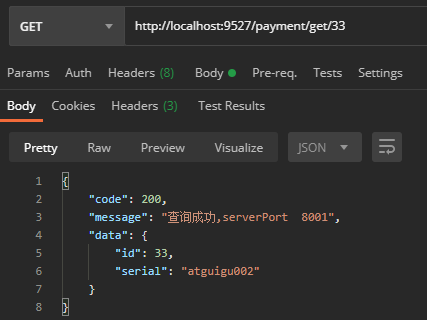 GET http://localhost:9527/payment/get/33
Params Auth Headers (8) Body Pre-req. Tests Settings
Body Cookies Headers (3) Test Results
Pretty Raw Preview Visualize JSON
1 {
2 "code": 200,
3 "message": "查询成功,serverPort  8001",
4 "data": {
5 "id": 33,
6 "serial": "atguigu002"
7 }
8 }